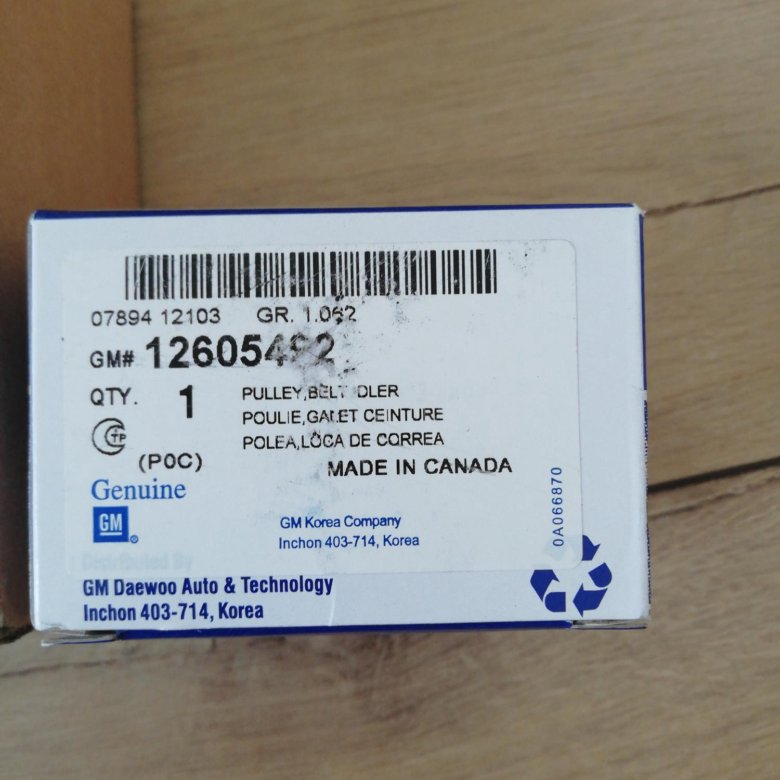 07894 12103 GR. 1.062
GM# 12605492
QTY. 1
PULLEY,BELT IDLER
POULIE,GALET CEINTURE
POLEA,LOCA DE CORREA
(P0C)
MADE IN CANADA
Genuine
GM
GM Korea Company
Inchon 403-714, Korea
0A066870
Distributed By
GM Daewoo Auto & Technology
Inchon 403-714, Korea